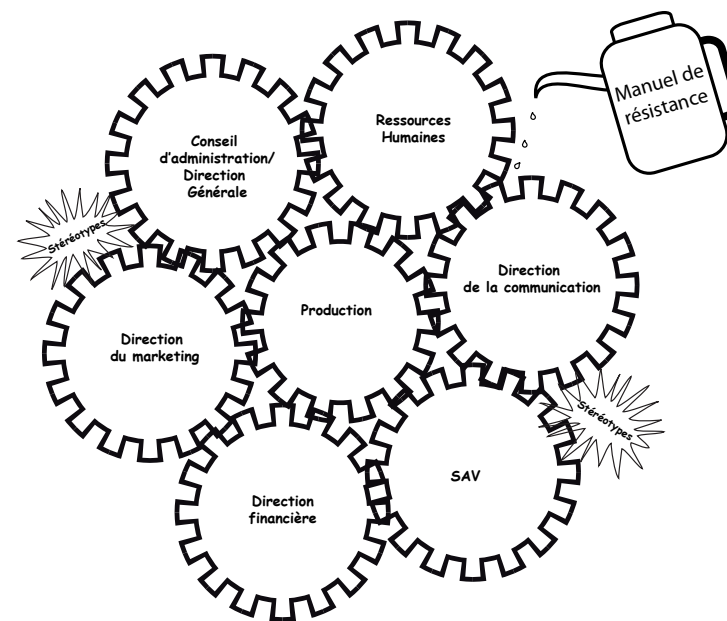 Manuel de
résistance
Ressources
Humaines
Conseil
d'administration/
Direction
Générale
Stéréotypes
Direction
de la communication
Production
Direction
du marketing
Stéréotypes
SAV
Direction
financière